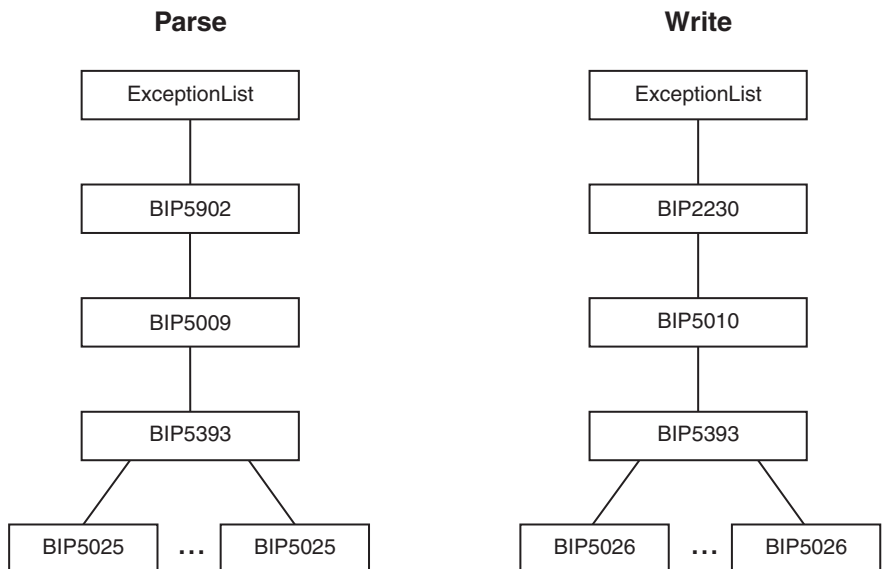 Parse
ExceptionList
BIP5902
BIP5009
BIP5393
BIP5025 ... BIP5025
Write
ExceptionList
BIP2230
BIP5010
BIP5393
BIP5026 ... BIP5026